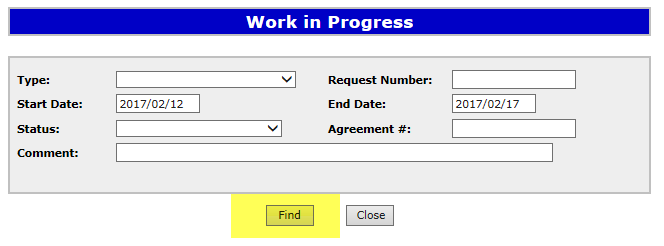 Work in Progress
Type: Request Number:
Start Date: 2017/02/12 End Date: 2017/02/17
Status: Agreement #:
Comment:
Find Close